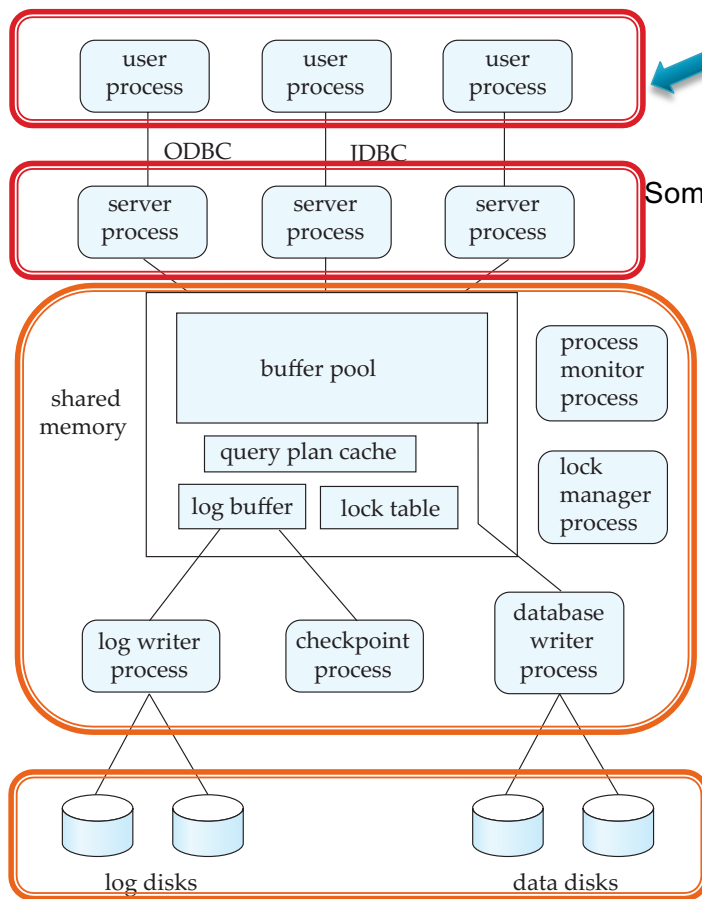 user
process
user
process
user
process
ODBC
JDBC
server
process
server
process
server
process
Som
buffer pool
process
monitor
process
shared
memory
query plan cache
log buffer
lock table
lock
manager
process
log writer
process
checkpoint
process
database
writer
process
log disks
data disks